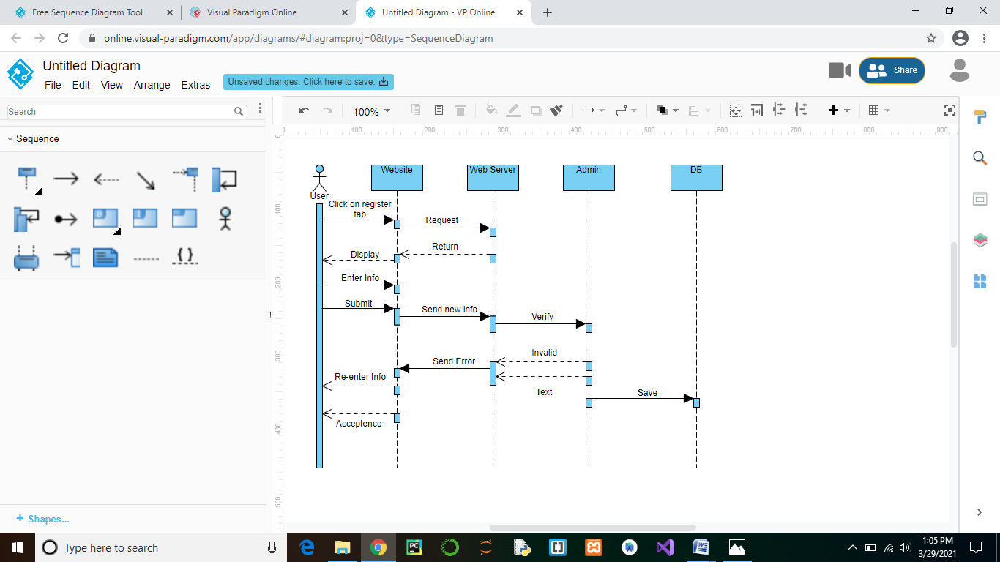 Free Sequence Diagram Tool
Visual Paradigm Online
Untitled Diagram - VP Online
online.visual-paradigm.com/app/diagrams/#diagram:proj=0&type=SequenceDiagram
Untitled Diagram
File Edit View Arrange Extras
Unsaved changes. Click here to save.
Share
Search
100%
Sequence
0 100 200 300 400 500 600 700 800 900
0
100
200
300
400
500
User
Website
Web Server
Admin
DB
Click on register
tab
Request
Return
Display
Enter Info
Submit
Send new info
Verify
Invalid
Send Error
Re-enter Info
Text
Save
Acceptence
+ Shapes...
Type here to search
PC
1:05 PM
3/29/2021